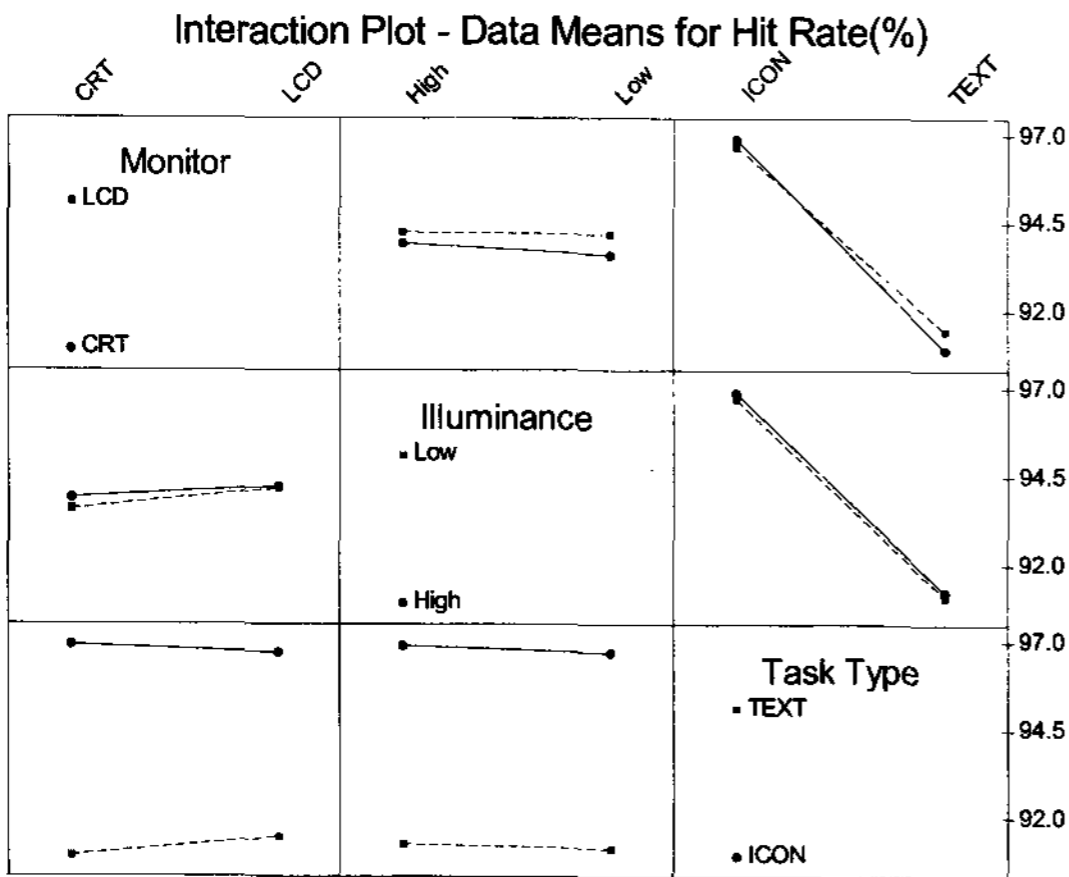 Interaction Plot - Data Means for Hit Rate(%)
CRT LCD High Low ICON TEXT
Monitor
LCD
CRT
97.0
94.5
92.0
Illuminance
Low
High
97.0
94.5
92.0
Task Type
TEXT
ICON
97.0
94.5
92.0